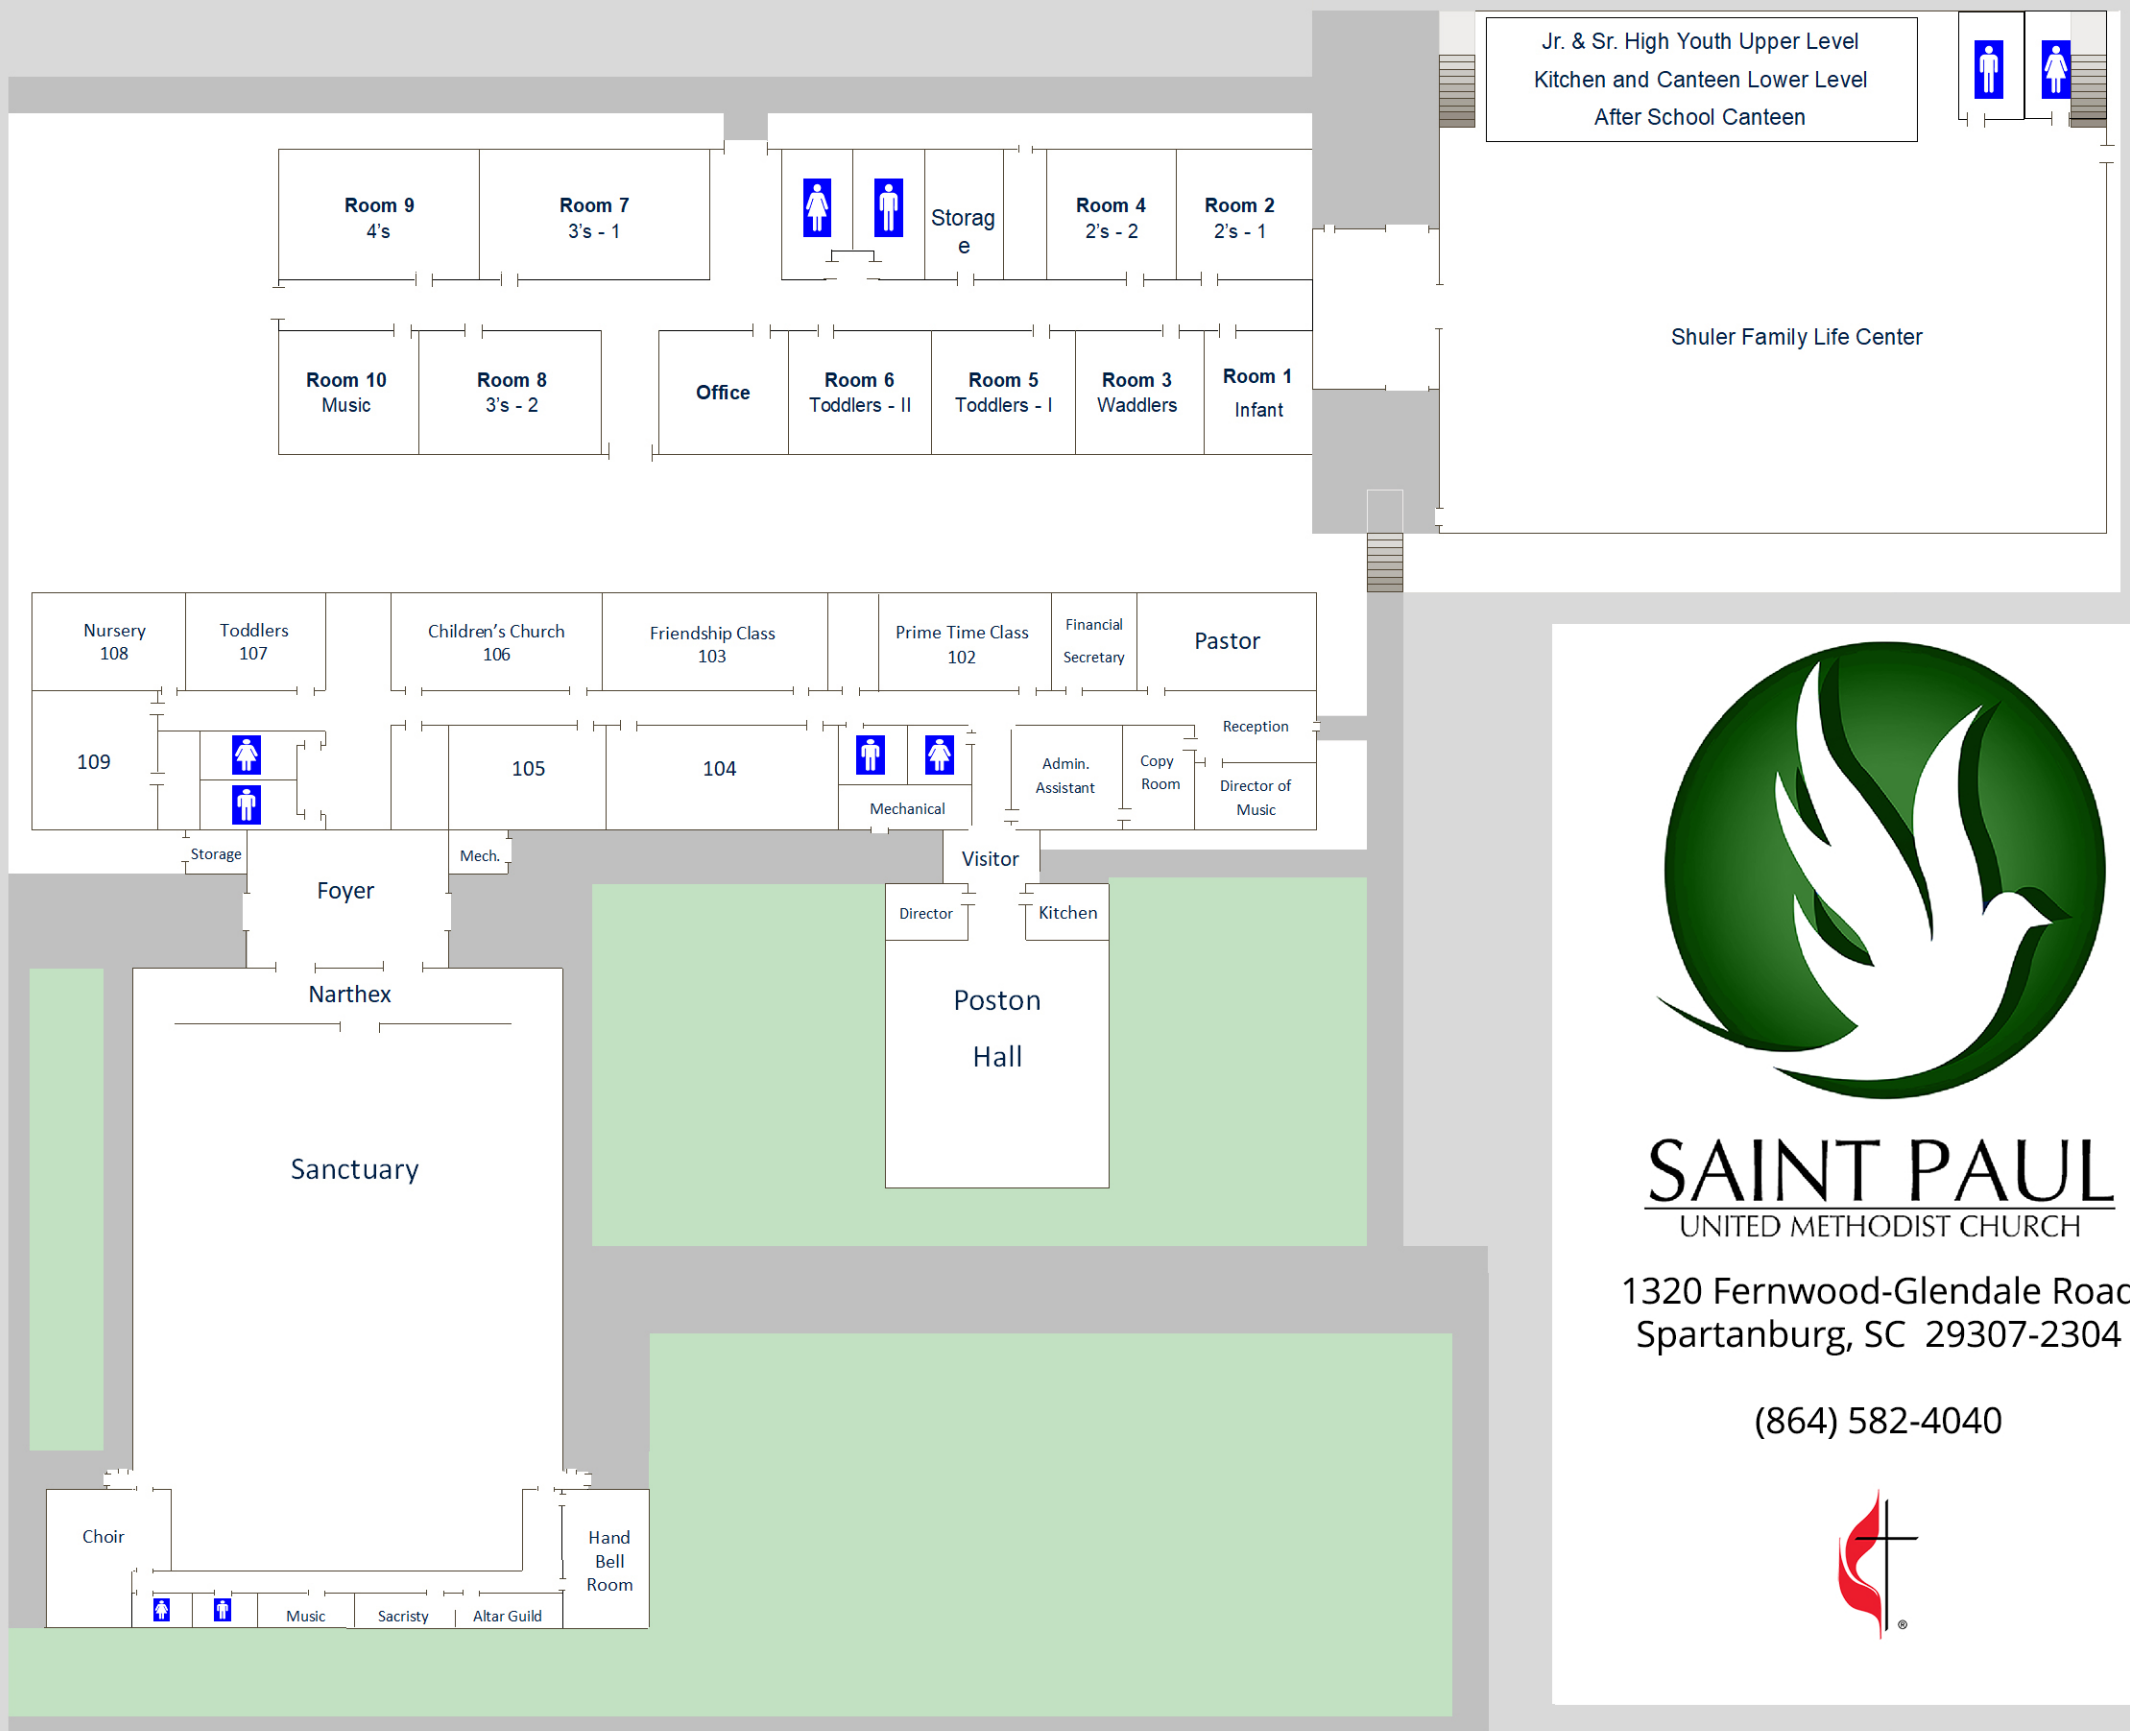 Jr. & Sr. High Youth Upper Level
Kitchen and Canteen Lower Level
After School Canteen
Room 9
4’s
Room 7
3’s - 1
Storag
e
Room 4
2’s - 2
Room 2
2’s - 1
Shuler Family Life Center
Room 10
Music
Room 8
3’s - 2
Office
Room 6
Toddlers - II
Room 5
Toddlers - I
Room 3
Waddlers
Room 1
Infant
Nursery
108
Toddlers
107
Children’s Church
106
Friendship Class
103
Prime Time Class
102
Financial
Secretary
Pastor
109
105
104
Mechanical
Admin.
Assistant
Copy
Room
Reception
Director of
Music
Storage
Foyer
Mech.
Visitor
Director
Kitchen
Narthex
Poston
Hall
Sanctuary
Choir
Hand
Bell
Room
Music
Sacristy
Altar Guild
SAINT PAUL
UNITED METHODIST CHURCH
1320 Fernwood-Glendale Road
Spartanburg, SC 29307-2304
(864) 582-4040
®